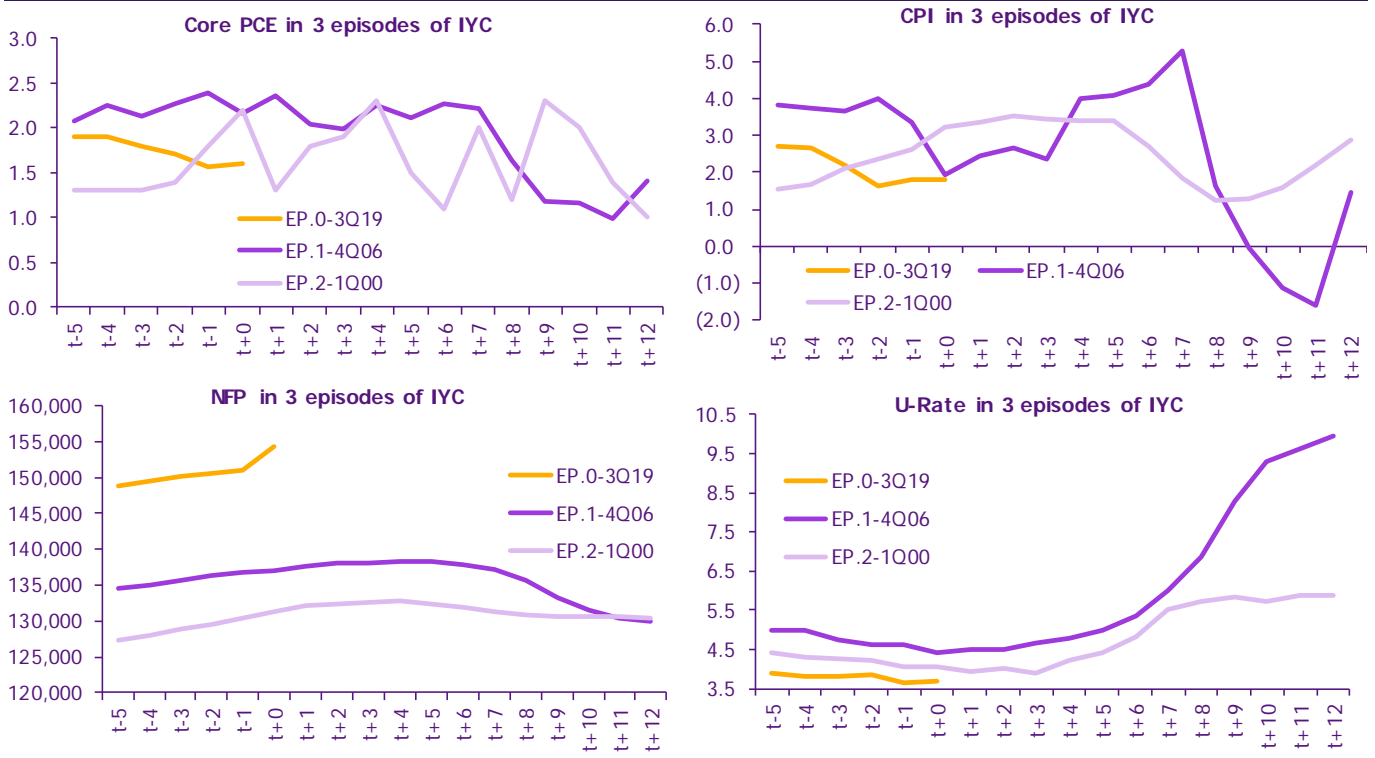 Core PCE in 3 episodes of IYC
3.0
2.5
2.0
1.5
1.0
0.5
0.0
EP.0-3Q19
EP.1-4Q06
EP.2-1Q00
t-5
t-4
t-3
t-2
t-1
t+0
t+1
t+2
t+3
t+4
t+5
t+6
t+7
t+8
t+9
t+10
t+11
t+12
CPI in 3 episodes of IYC
6.0
5.0
4.0
3.0
2.0
1.0
0.0
(1.0)
(2.0)
EP.0-3Q19 EP.1-4Q06
EP.2-1Q00
t-5
t-4
t-3
t-2
t-1
t+0
t+1
t+2
t+3
t+4
t+5
t+6
t+7
t+8
t+9
t+10
t+11
t+12
NFP in 3 episodes of IYC
160,000
155,000
150,000
145,000
140,000
135,000
130,000
125,000
120,000
EP.0-3Q19
EP.1-4Q06
EP.2-1Q00
t-5
t-4
t-3
t-2
t-1
t+0
t+1
t+2
t+3
t+4
t+5
t+6
t+7
t+8
t+9
t+10
t+11
t+12
U-Rate in 3 episodes of IYC
10.5
9.5
8.5
7.5
6.5
5.5
4.5
3.5
EP.0-3Q19
EP.1-4Q06
EP.2-1Q00
t-5
t-4
t-3
t-2
t-1
t+0
t+1
t+2
t+3
t+4
t+5
t+6
t+7
t+8
t+9
t+10
t+11
t+12